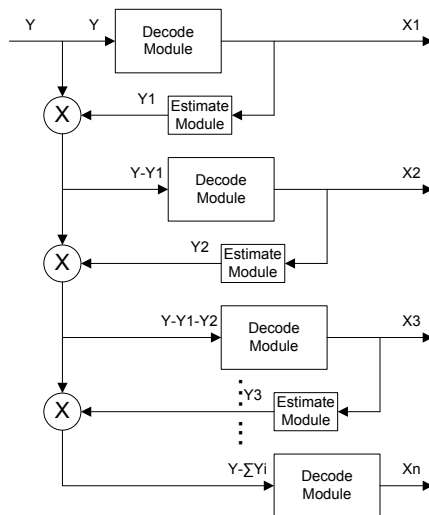 Y
Y
Decode
Module
X1
Y1
Estimate
Module
X
Y-Y1
Decode
Module
X2
Y2
Estimate
Module
X
Y-Y1-Y2
Decode
Module
X3
Y3
Estimate
Module
X
Y-∑Yi
Decode
Module
Xn